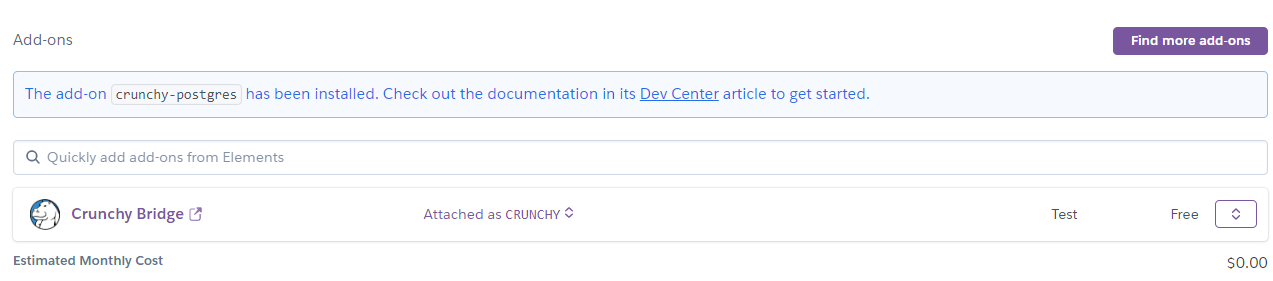 Add-ons
Find more add-ons
The add-on crunchy-postgres has been installed. Check out the documentation in its Dev Center article to get started.
Quickly add add-ons from Elements
Crunchy Bridge Attached as CRUNCHY Test Free
Estimated Monthly Cost $0.00